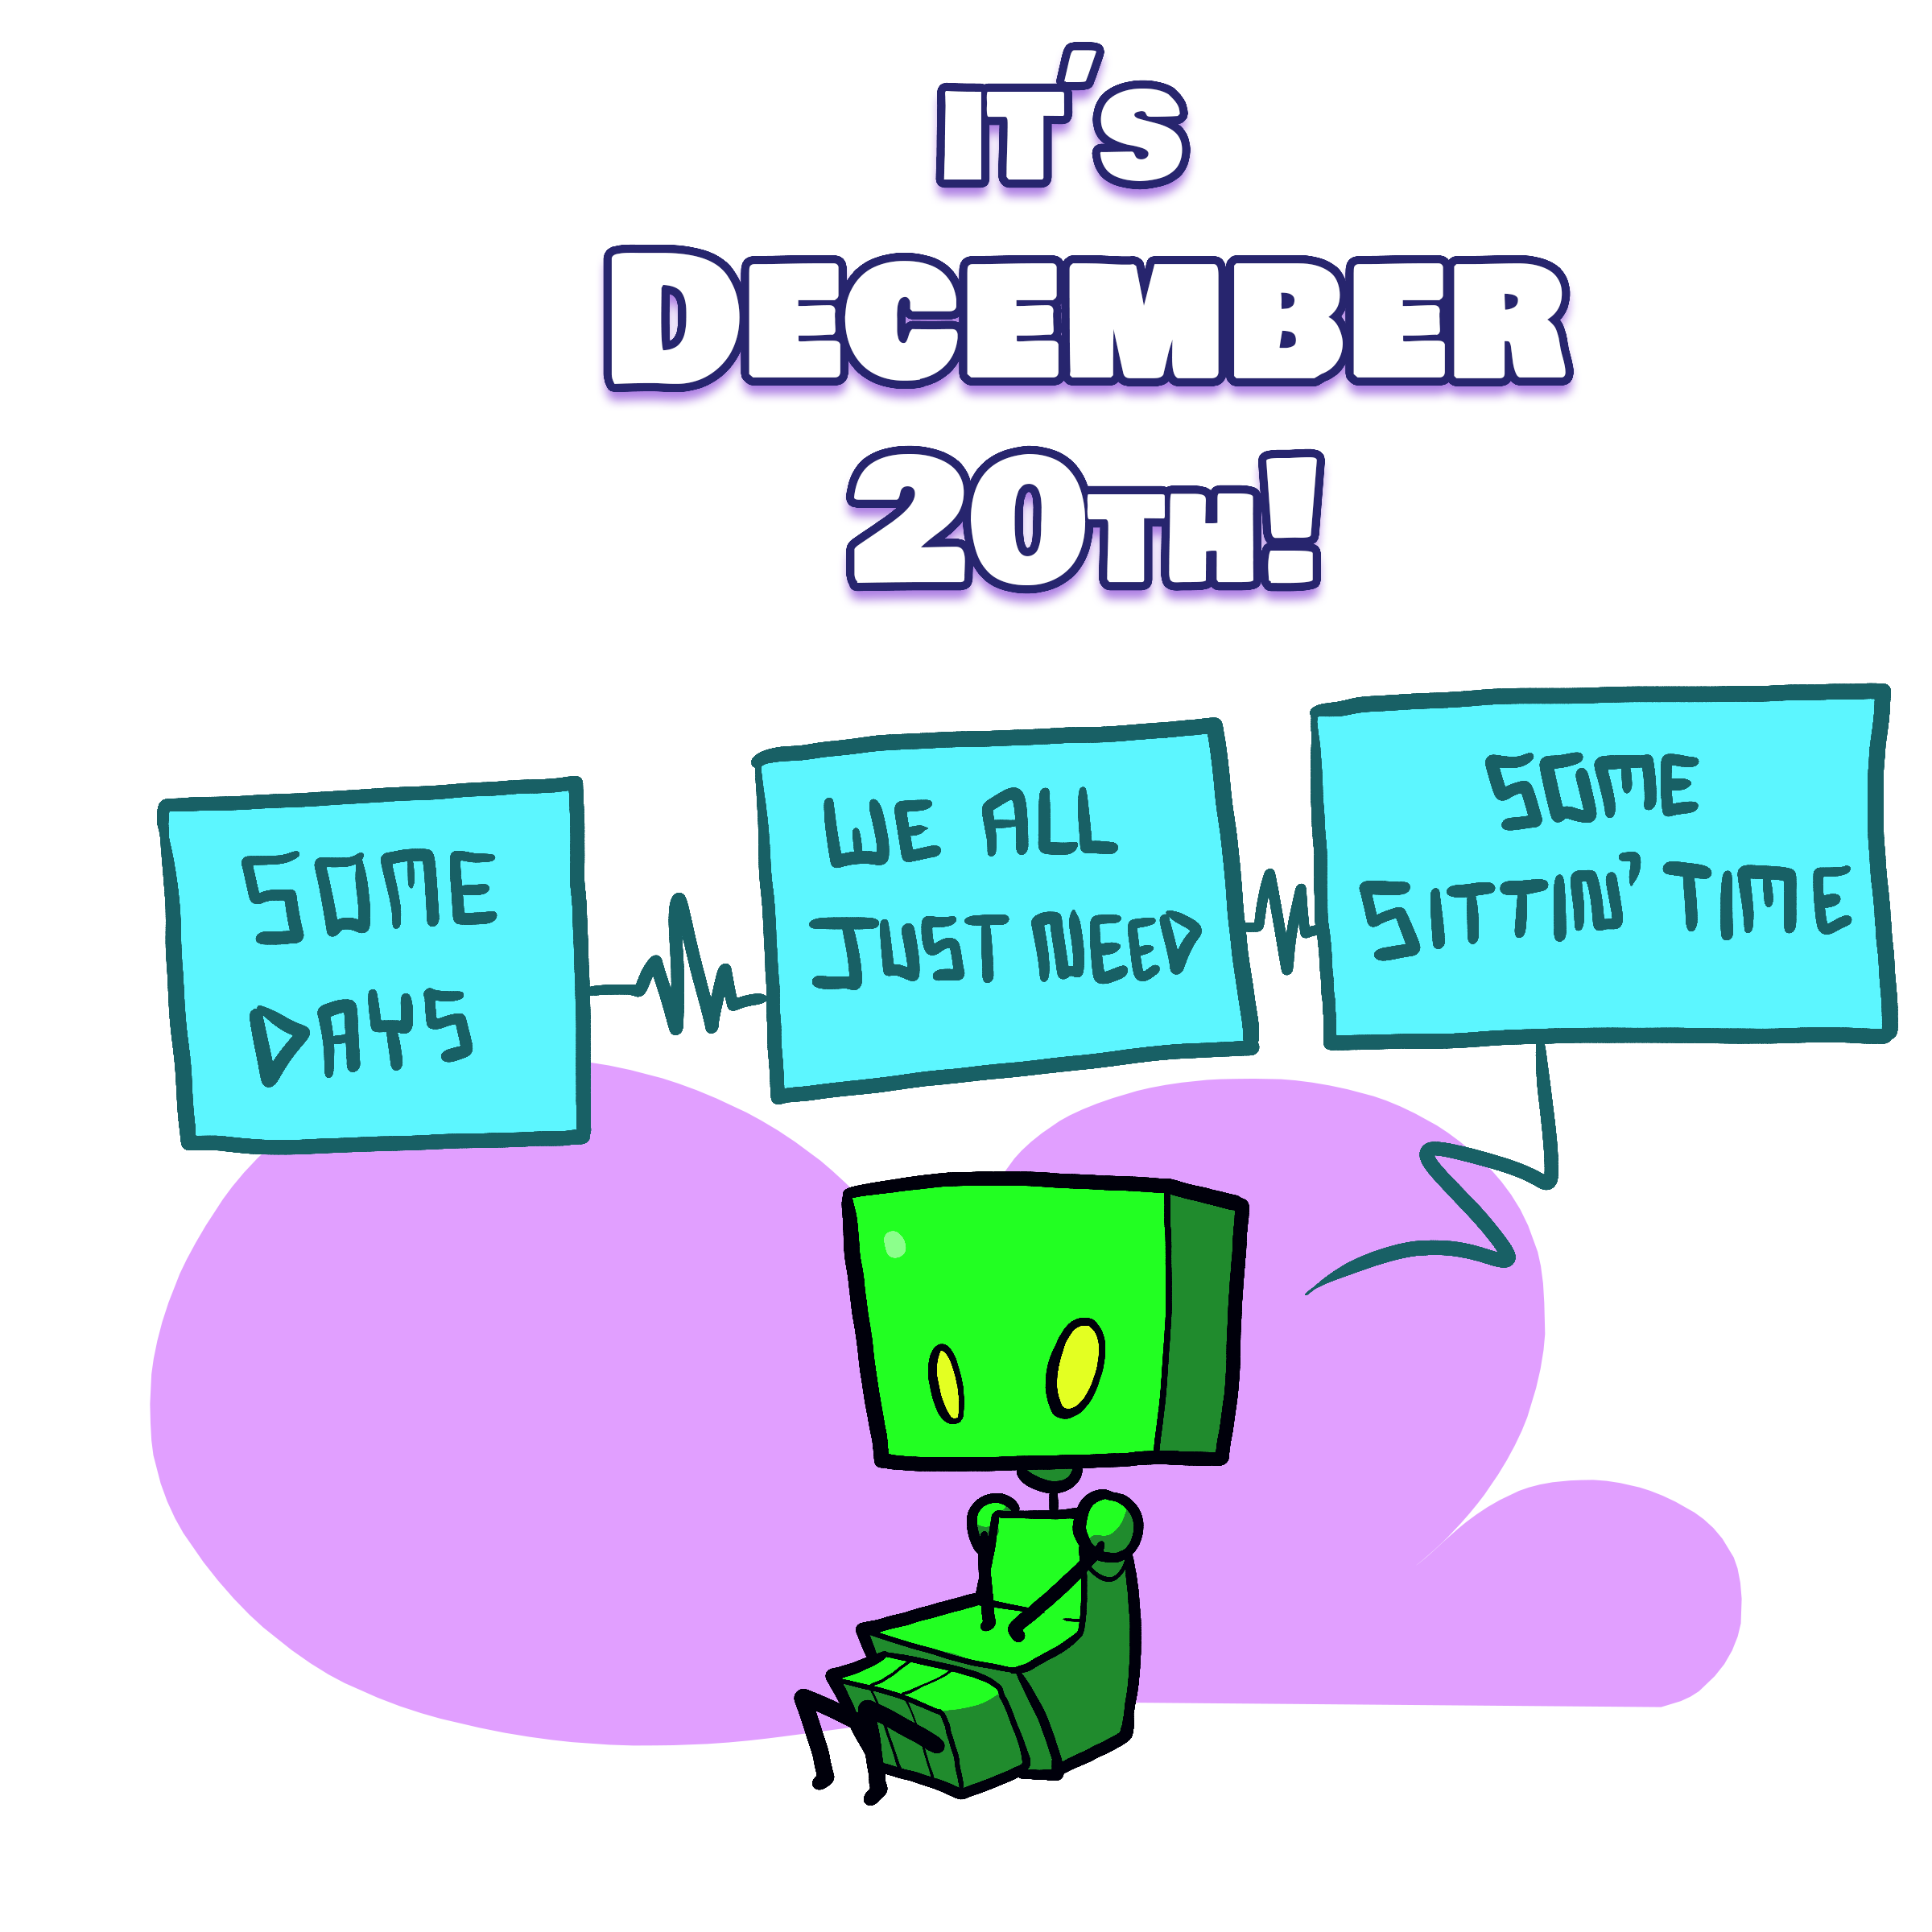 IT'S
DECEMBER
20TH!
SOME
DAYS
WE ALL
JUST NEED
SOME
SITTIN' TIME